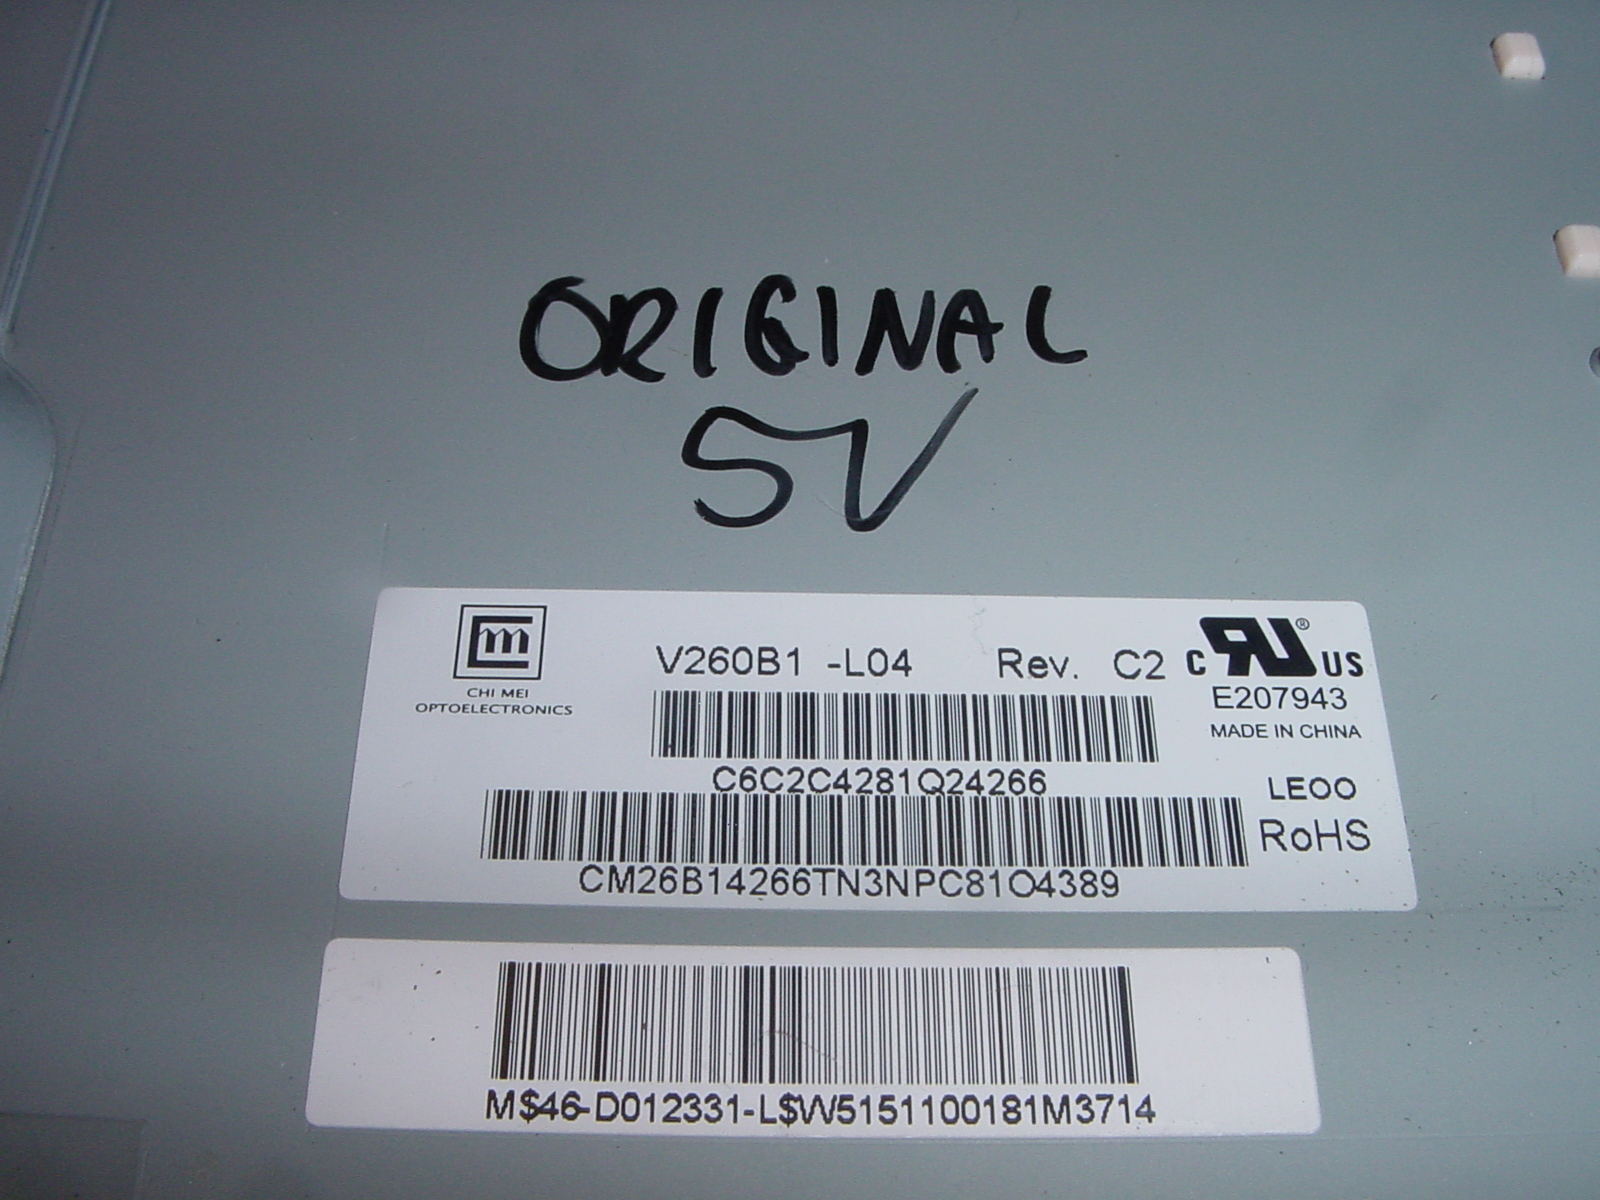 ORIGINAL
5V
CHI MEI
OPTOELECTRONICS
V260B1 -L04 Rev. C2
C UR® US
E207943
MADE IN CHINA
C6C2C4281Q24266
LEOO
RoHS
CM26B14266TN3NPC81O4389
M$46-D012331-L$W5151100181M3714